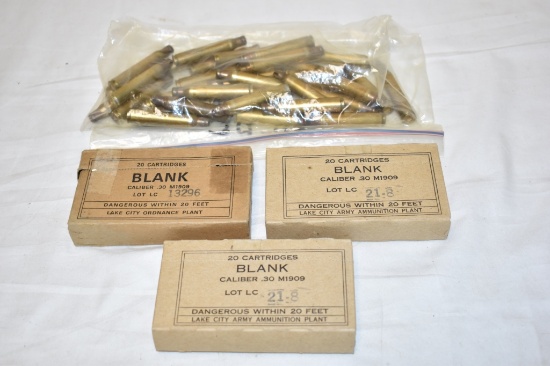 20 CARTRIDGES
BLANK
CALIBER .30 M1909
LOT LC 13296
DANGEROUS WITHIN 20 FEET
LAKE CITY ORDNANCE PLANT
20 CARTRIDGES
BLANK
CALIBER .30 M1909
LOT LC 21-8
DANGEROUS WITHIN 20 FEET
LAKE CITY ARMY AMMUNITION PLANT
20 CARTRIDGES
BLANK
CALIBER .30 M1909
LOT LC 21-8
DANGEROUS WITHIN 20 FEET
LAKE CITY ARMY AMMUNITION PLANT